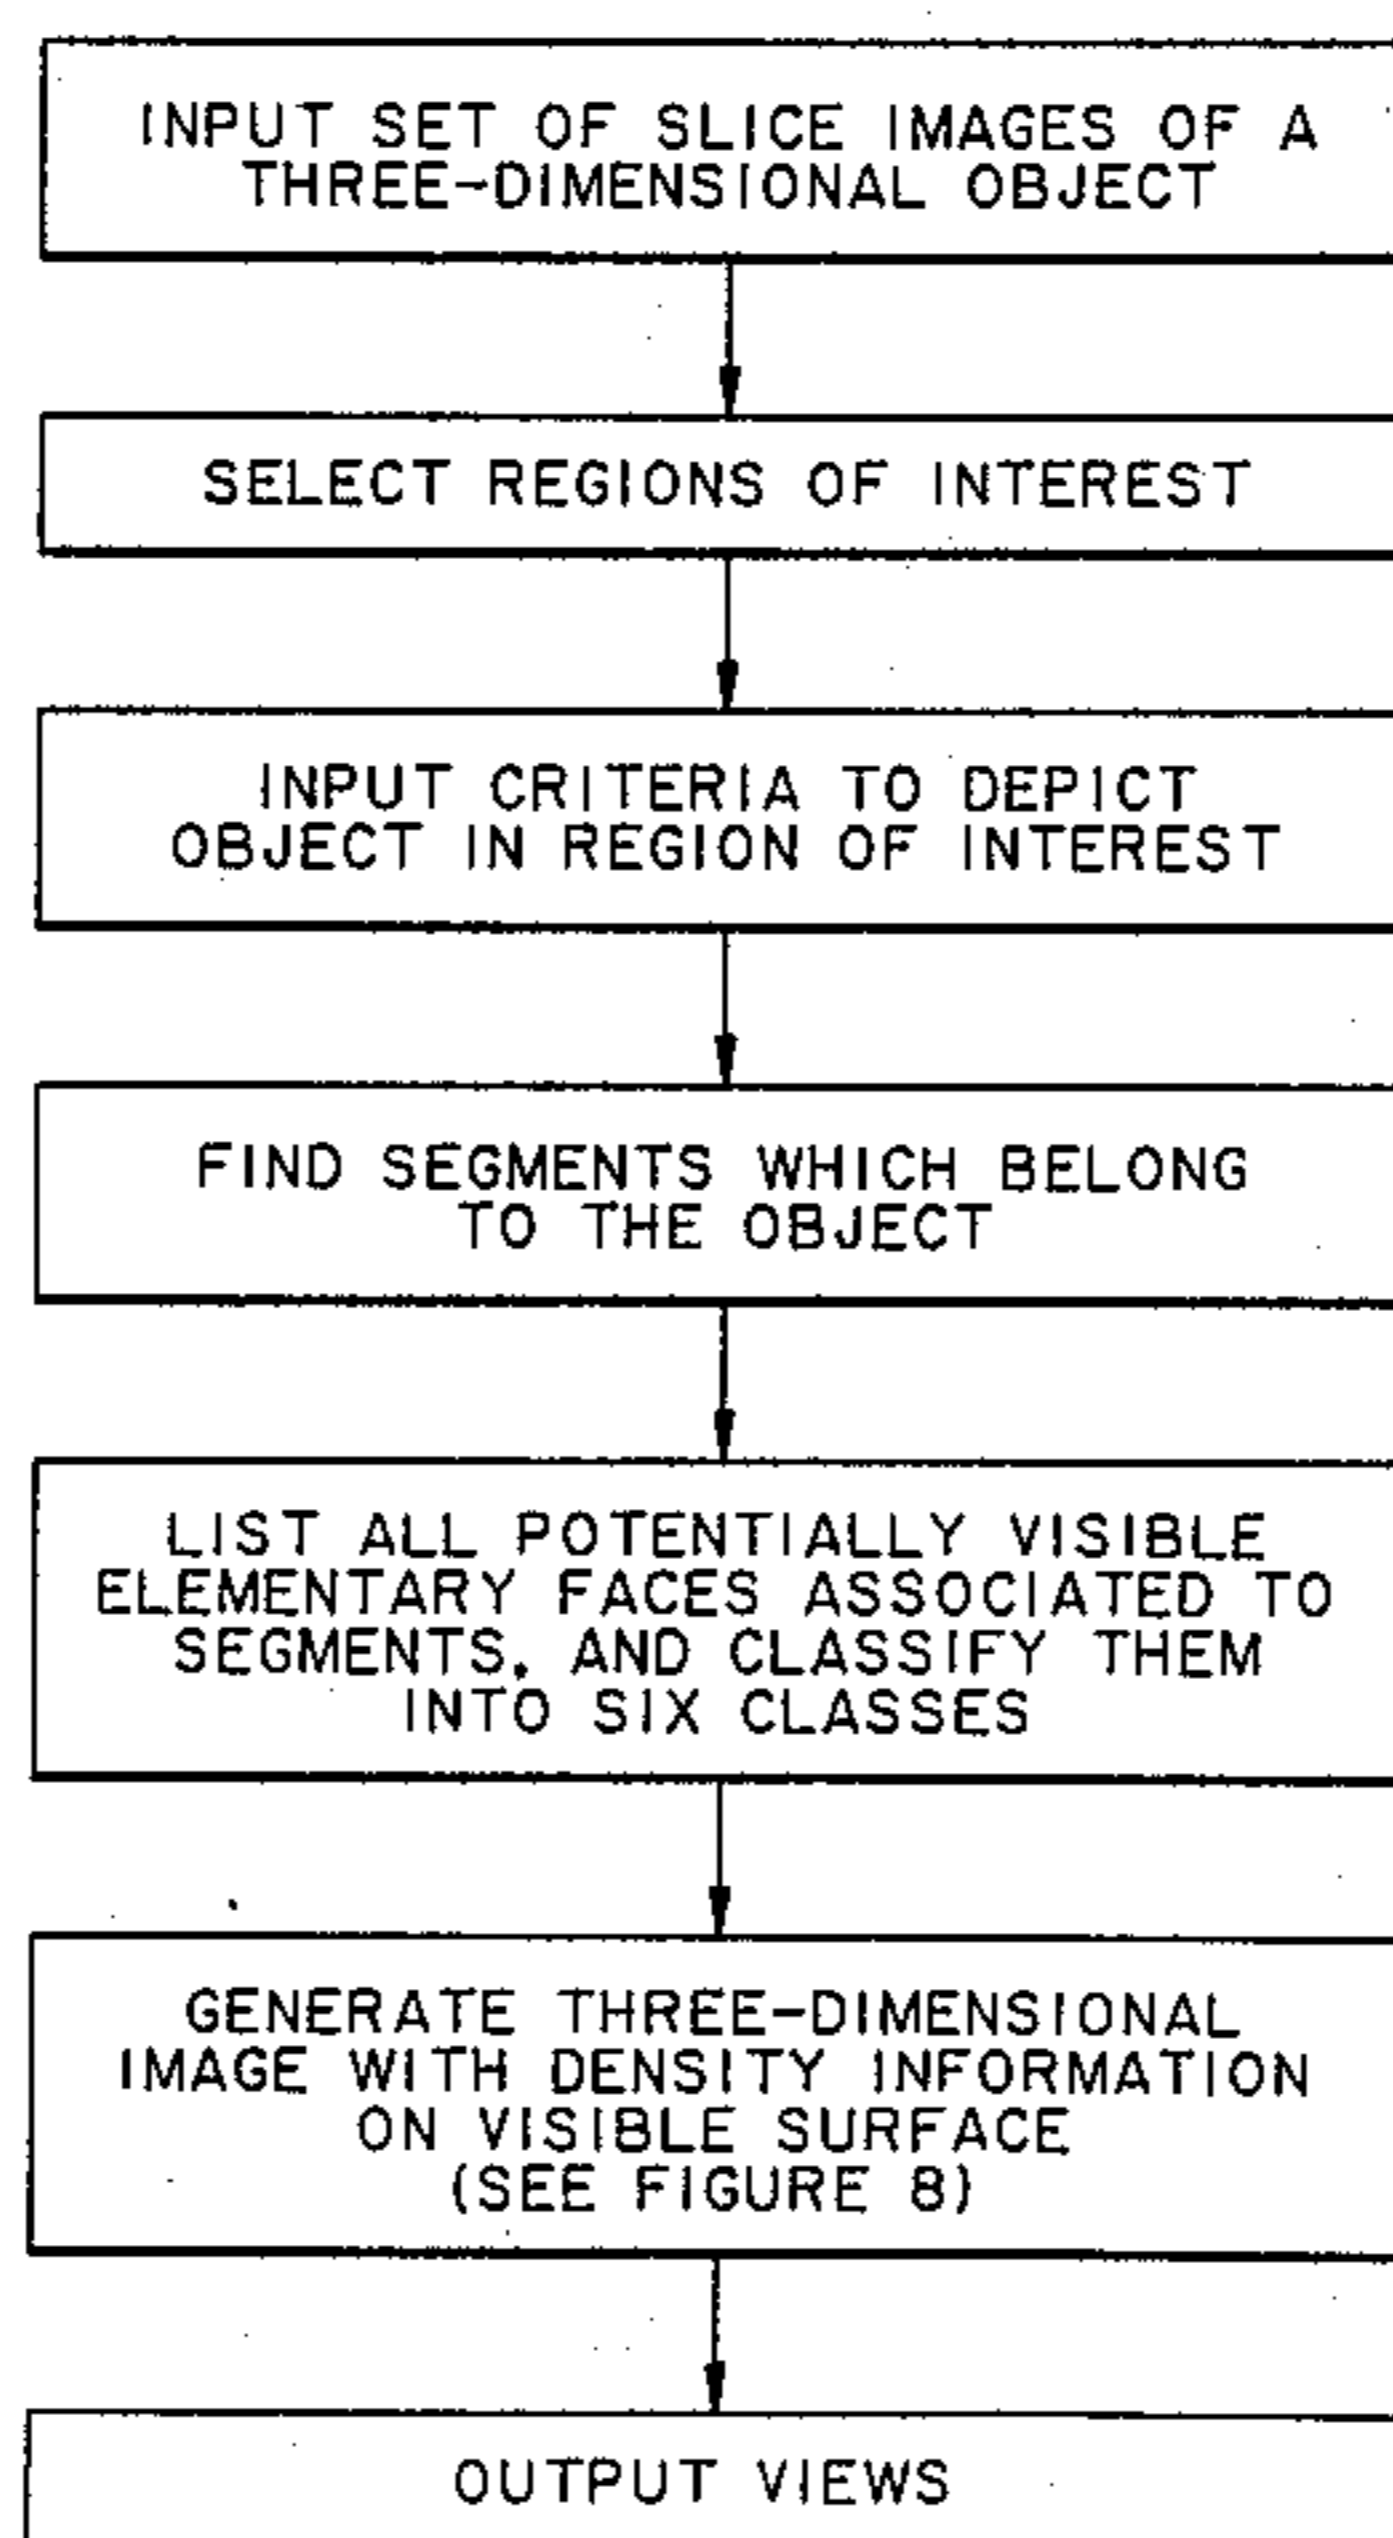 INPUT SET OF SLICE IMAGES OF A
THREE-DIMENSIONAL OBJECT
SELECT REGIONS OF INTEREST
INPUT CRITERIA TO DEPICT
OBJECT IN REGION OF INTEREST
FIND SEGMENTS WHICH BELONG
TO THE OBJECT
LIST ALL POTENTIALLY VISIBLE
ELEMENTARY FACES ASSOCIATED TO
SEGMENTS, AND CLASSIFY THEM
INTO SIX CLASSES
GENERATE THREE-DIMENSIONAL
IMAGE WITH DENSITY INFORMATION
ON VISIBLE SURFACE
(SEE FIGURE 8)
OUTPUT VIEWS